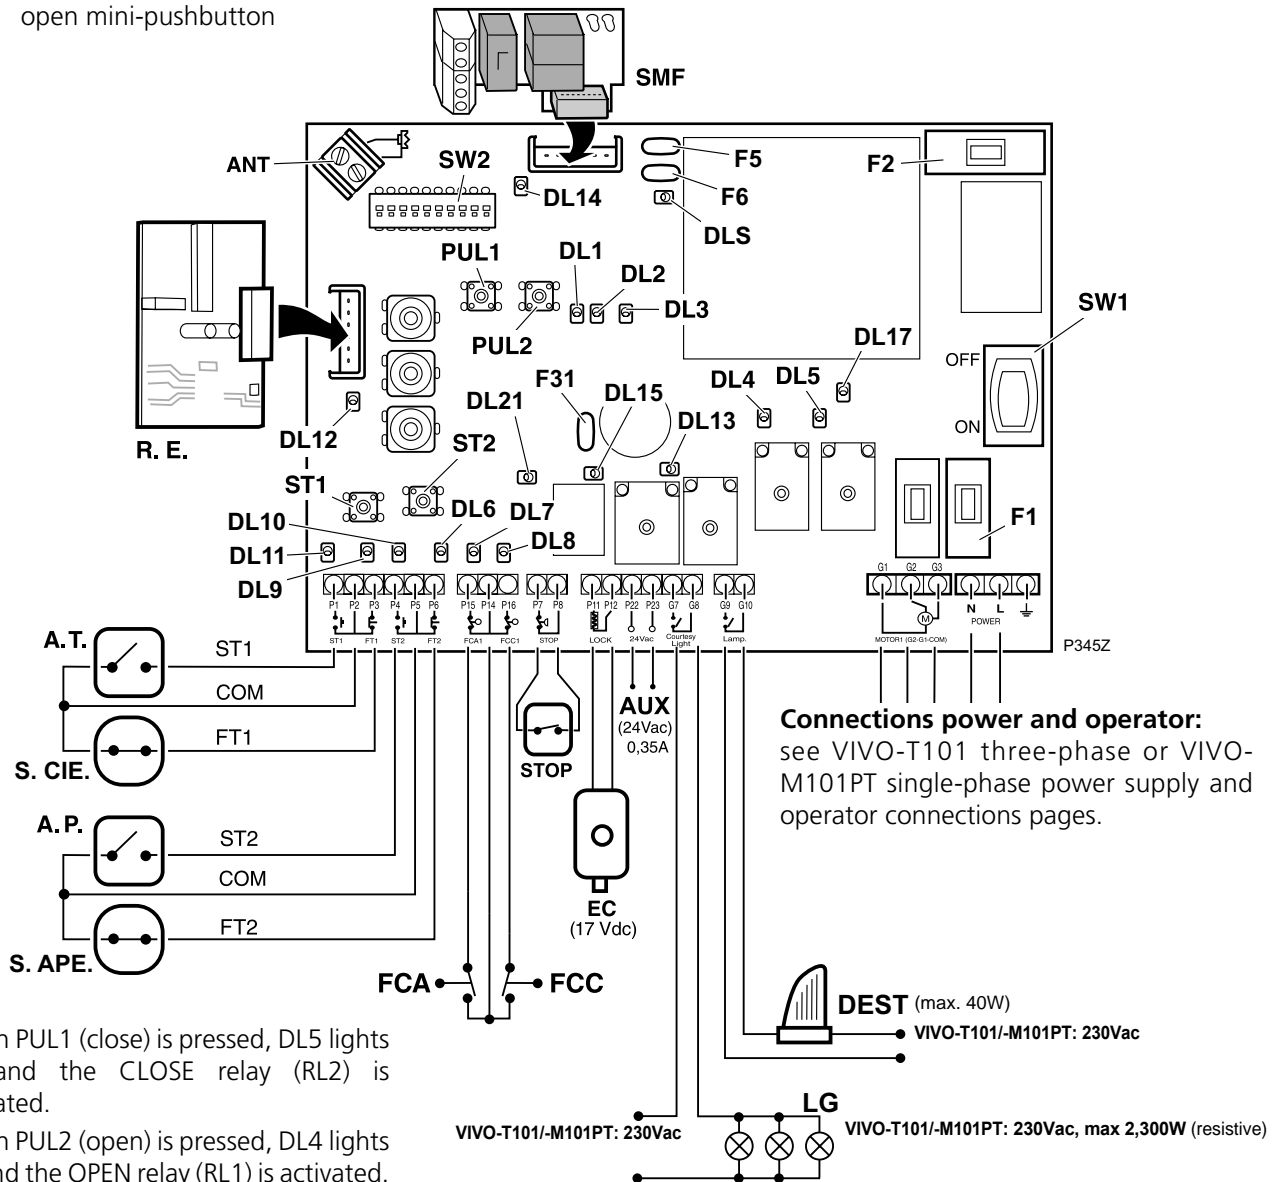 open mini-pushbutton
SMF
ANT
SW2
DL14
F5
F6
DLS
F2
PUL1
PUL2
DL1
DL2
DL3
SW1
OFF
ON
DL17
DL4
DL5
F31
DL15
DL21
DL13
DL12
R. E.
ST2
ST1
DL10
DL11
DL9
DL6
DL7
DL8
F1
G1 G2 G3
P1 P2 P3 P4 P5 P6 P15 P14 P16 P7 P8 P11 P12 P22 P23 G7 G8 G9 G10
ST1 FT1 ST2 FT2 FCA1 FCC1 STOP LOCK 24Vac Courtesy Light Lamp.
M
MOTOR1 (G2-G1-COM)
N L
POWER
P345Z
A.T.
ST1
COM
FT1
S. CIE.
A.P.
ST2
COM
FT2
S. APE.
STOP
AUX
(24Vac)
0,35A
EC
(17 Vdc)
FCA
FCC
Connections power and operator:
see VIVO-T101 three-phase or VIVO-
M101PT single-phase power supply and
operator connections pages.
DEST (max. 40W)
VIVO-T101/-M101PT: 230Vac
LG
VIVO-T101/-M101PT: 230Vac
VIVO-T101/-M101PT: 230Vac, max 2,300W (resistive)
n PUL1 (close) is pressed, DL5 lights
and the CLOSE relay (RL2) is
ated.
n PUL2 (open) is pressed, DL4 lights
nd the OPEN relay (RL1) is activated.